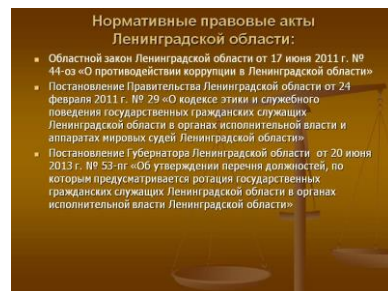 Нормативные правовые акты
Ленинградской области:
Областной закон Ленинградской области от 17 июня 2011 г. №
44-оз «О противодействии коррупции в Ленинградской области»
Постановление Правительства Ленинградской области от 24
февраля 2011 г. № 29 «О кодексе этики и служебного
поведения государственных гражданских служащих
Ленинградской области в органах исполнительной власти и
аппаратах мировых судей Ленинградской области»
Постановление Губернатора Ленинградской области от 20 июня
2013 г. № 53-пг «Об утверждении перечня должностей, по
которым предусматривается ротация государственных
гражданских служащих Ленинградской области в органах
исполнительной власти Ленинградской области»